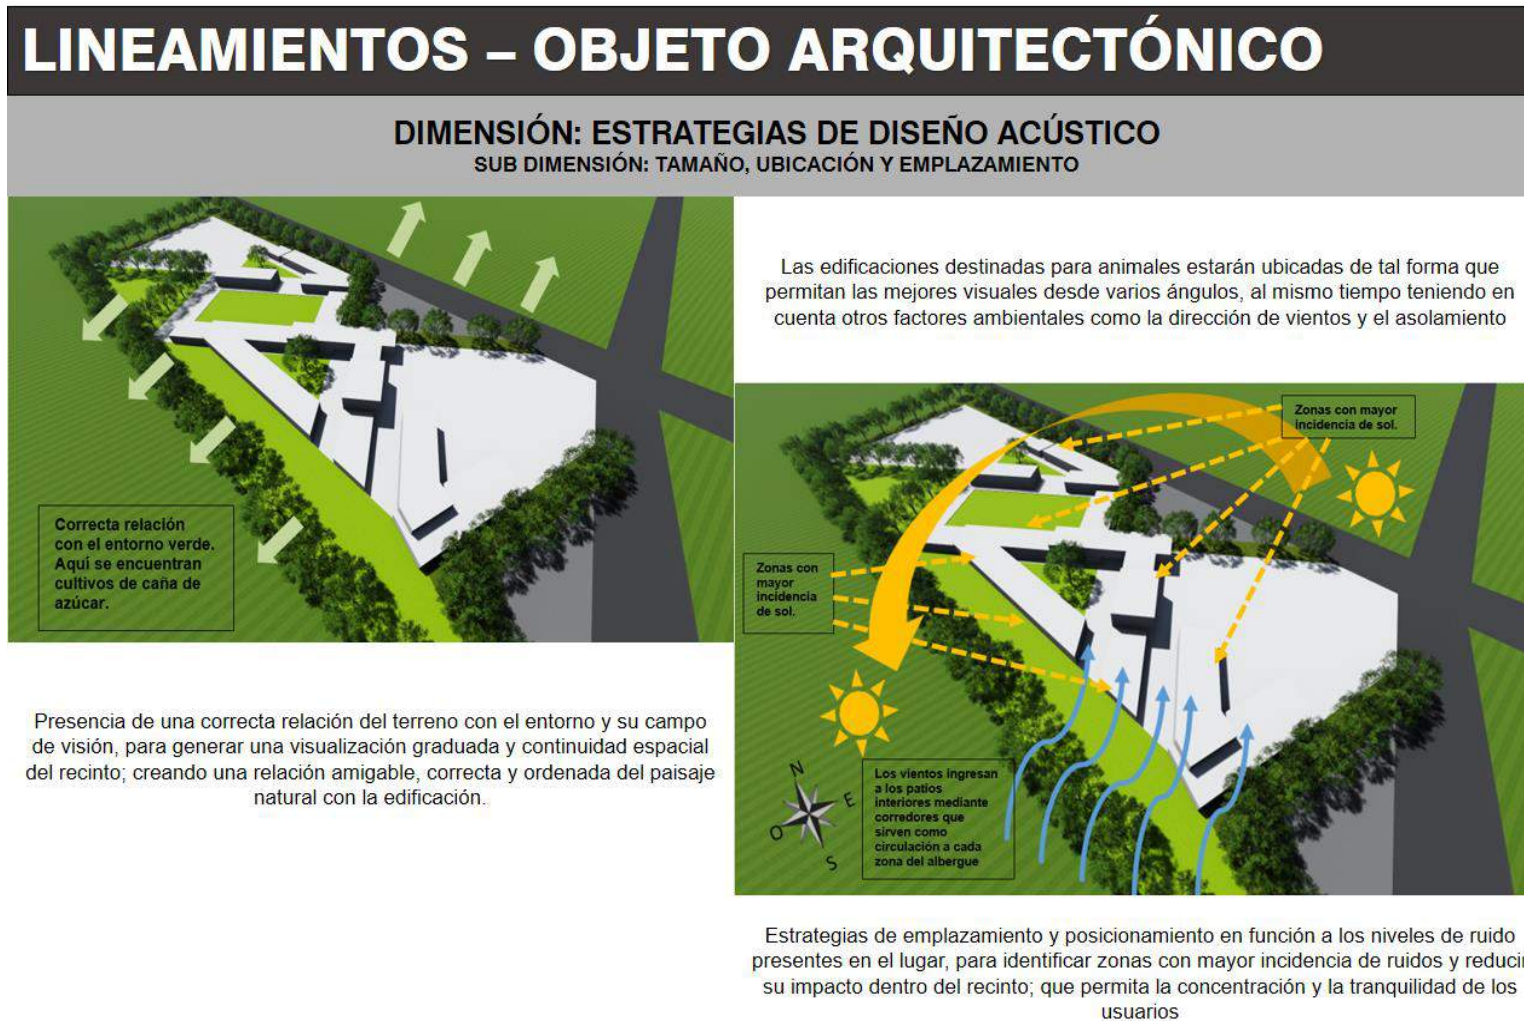 LINEAMIENTOS – OBJETO ARQUITECTÓNICO
DIMENSIÓN: ESTRATEGIAS DE DISEÑO ACÚSTICO
SUB DIMENSIÓN: TAMAÑO, UBICACIÓN Y EMPLAZAMIENTO
Correcta relación
con el entorno verde.
Aquí se encuentran
cultivos de caña de
azúcar.
Presencia de una correcta relación del terreno con el entorno y su campo
de visión, para generar una visualización graduada y continuidad espacial
del recinto; creando una relación amigable, correcta y ordenada del paisaje
natural con la edificación.
Las edificaciones destinadas para animales estarán ubicadas de tal forma que
permitan las mejores visuales desde varios ángulos, al mismo tiempo teniendo en
cuenta otros factores ambientales como la dirección de vientos y el asolamiento
Zonas con mayor
incidencia de sol.
Zonas con
mayor
incidencia
de sol.
N
E
O
S
Los vientos ingresan
a los patios
interiores mediante
corredores que
sirven como
circulación a cada
zona del albergue
Estrategias de emplazamiento y posicionamiento en función a los niveles de ruido
presentes en el lugar, para identificar zonas con mayor incidencia de ruidos y reducir
su impacto dentro del recinto; que permita la concentración y la tranquilidad de los
usuarios